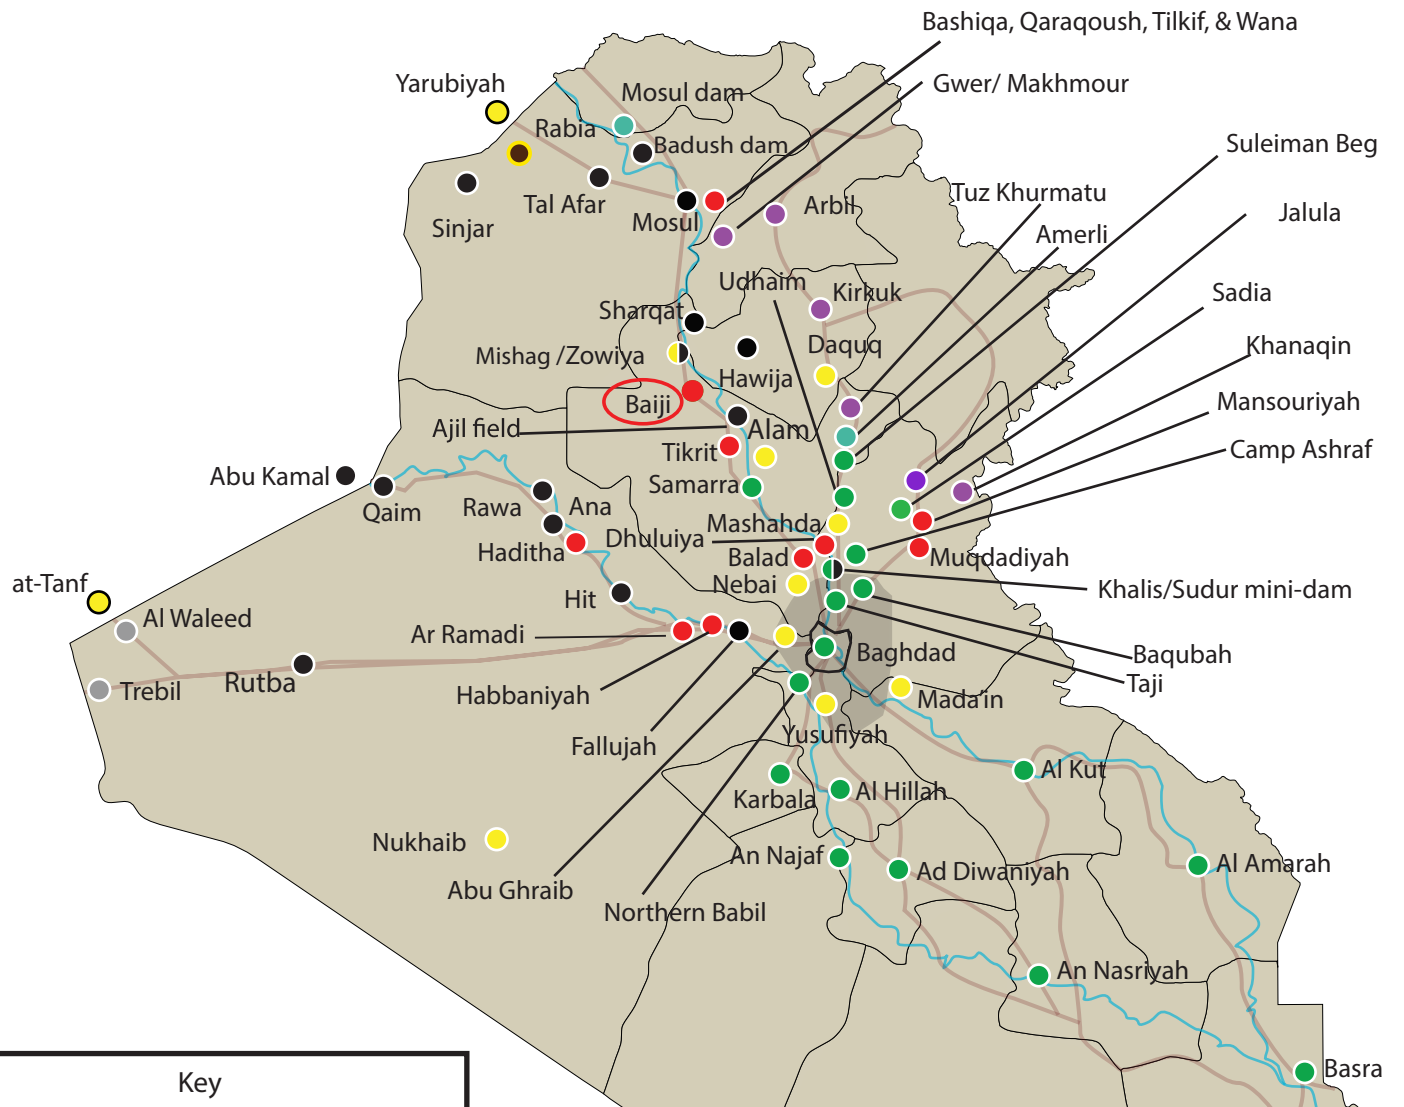 Bashiqa, Qaraqoush, Tilkif, & Wana
Yarubiyah
Mosul dam
Gwer/ Makhmour
Rabia
Badush dam
Suleiman Beg
Tal Afar
Sinjar
Mosul
Arbil
Tuz Khurmatu
Jalula
Amerli
Udhaim
Kirkuk
Sadia
Sharqat
Mishag /Zowiya
Daquq
Khanaqin
Hawija
Baiji
Mansouriyah
Ajil field
Alam
Tikrit
Camp Ashraf
Abu Kamal
Samarra
Qaim
Rawa
Ana
Mashahda
Haditha
Dhuluiya
Balad
Muqdadiyah
Nebai
at-Tanf
Hit
Khalis/Sudur mini-dam
Al Waleed
Ar Ramadi
Baghdad
Baqubah
Trebil
Rutba
Taji
Habbaniyah
Mada'in
Fallujah
Yusufiyah
Al Kut
Karbala
Al Hillah
Nukhaib
An Najaf
Al Amarah
Ad Diwaniyah
Abu Ghraib
Northern Babil
An Nasriyah
Basra
Key